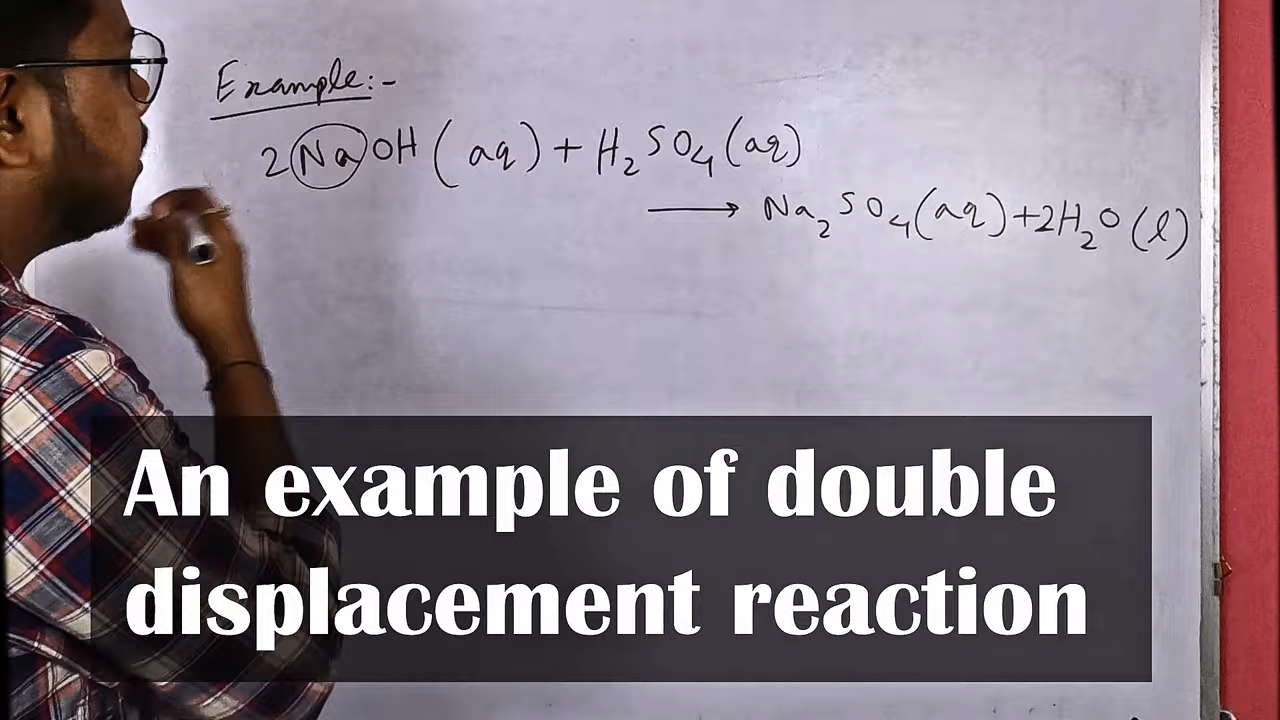 Example:-
2NaOH (aq) + H₂SO₄(aq)
⟶ Na₂SO₄(aq)+2H₂O(l)
An example of double
displacement reaction